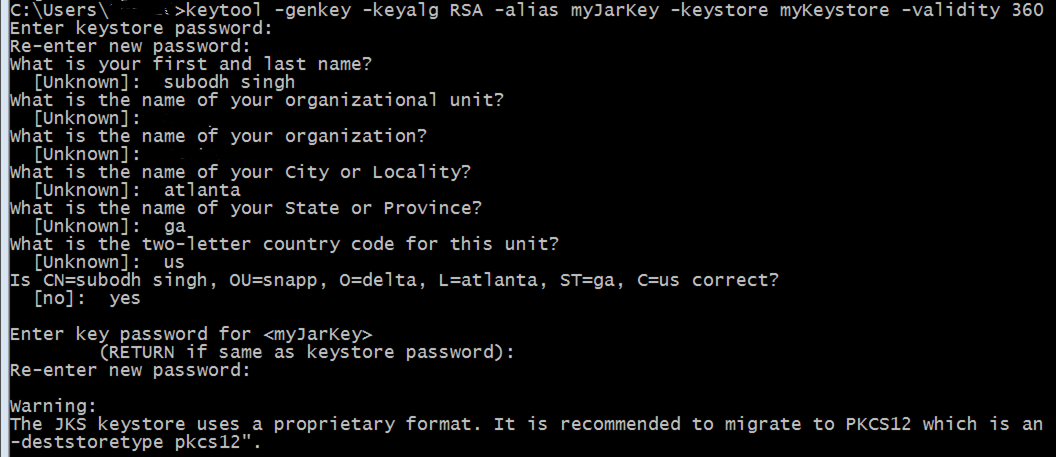 C:\Users\ >keytool -genkey -keyalg RSA -alias myJarKey -keystore myKeystore -validity 360
Enter keystore password:
Re-enter new password:
What is your first and last name?
  [Unknown]:  subodh singh
What is the name of your organizational unit?
  [Unknown]:
What is the name of your organization?
  [Unknown]:
What is the name of your City or Locality?
  [Unknown]:  atlanta
What is the name of your State or Province?
  [Unknown]:  ga
What is the two-letter country code for this unit?
  [Unknown]:  us
Is CN=subodh singh, OU=snapp, O=delta, L=atlanta, ST=ga, C=us correct?
  [no]:  yes
Enter key password for <myJarKey>
        (RETURN if same as keystore password):
Re-enter new password:
Warning:
The JKS keystore uses a proprietary format. It is recommended to migrate to PKCS12 which is an
-deststoretype pkcs12".